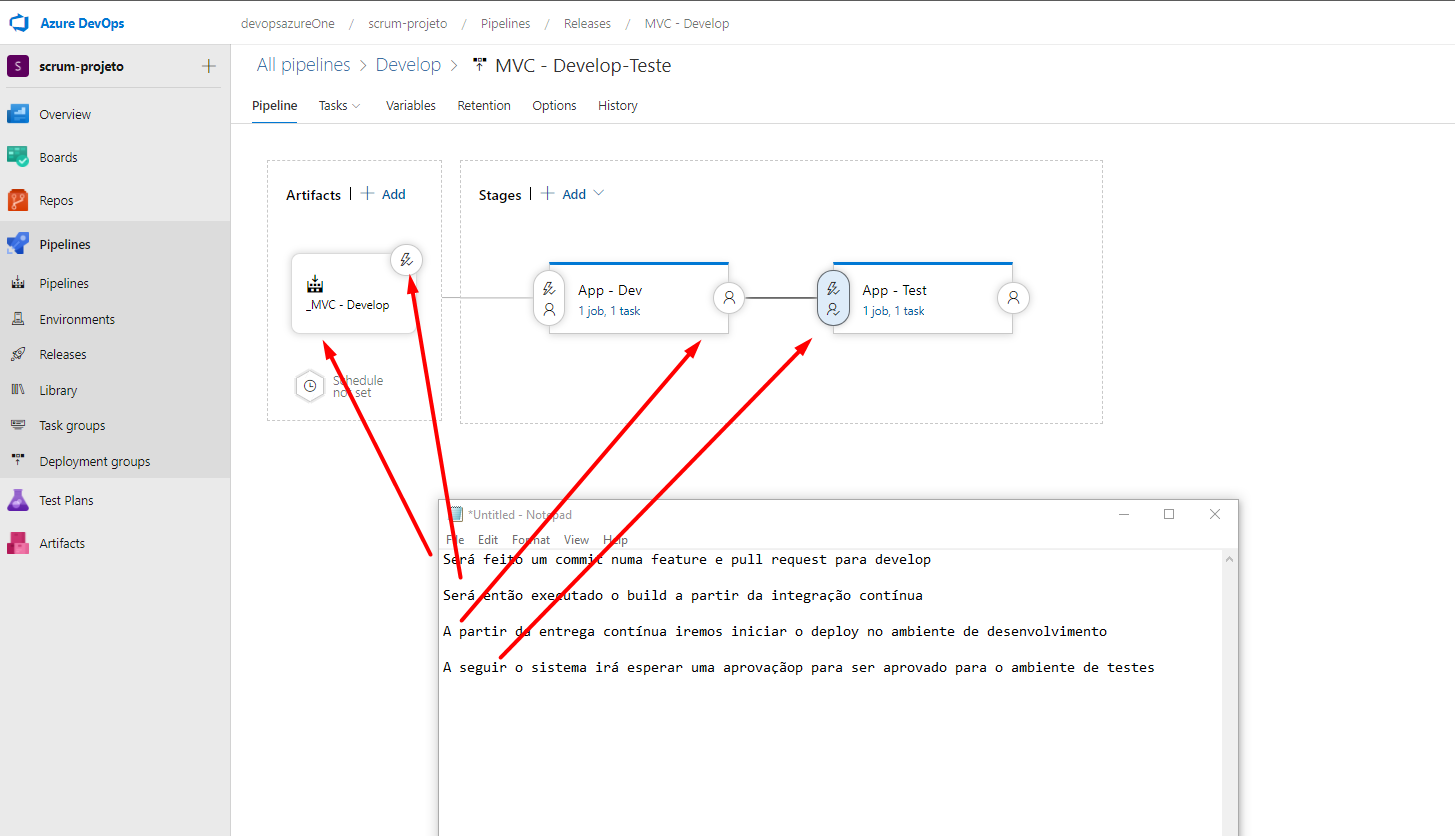 Azure DevOps
devopsazureOne / scrum-projeto / Pipelines / Releases / MVC - Develop
S scrum-projeto
All pipelines > Develop > MVC - Develop-Teste
Pipeline Tasks Variables Retention Options History
Overview
Boards
Repos
Pipelines
Pipelines
Environments
Releases
Library
Task groups
Deployment groups
Test Plans
Artifacts
Artifacts | + Add
_MVC - Develop
Schedule
not set
Stages | + Add
App - Dev
1 job, 1 task
App - Test
1 job, 1 task
*Untitled - Notepad
File Edit Format View Help
Será feito um commit numa feature e pull request para develop
Será então executado o build a partir da integração contínua
A partir da entrega contínua iremos iniciar o deploy no ambiente de desenvolvimento
A seguir o sistema irá esperar uma aprovaçãop para ser aprovado para o ambiente de testes